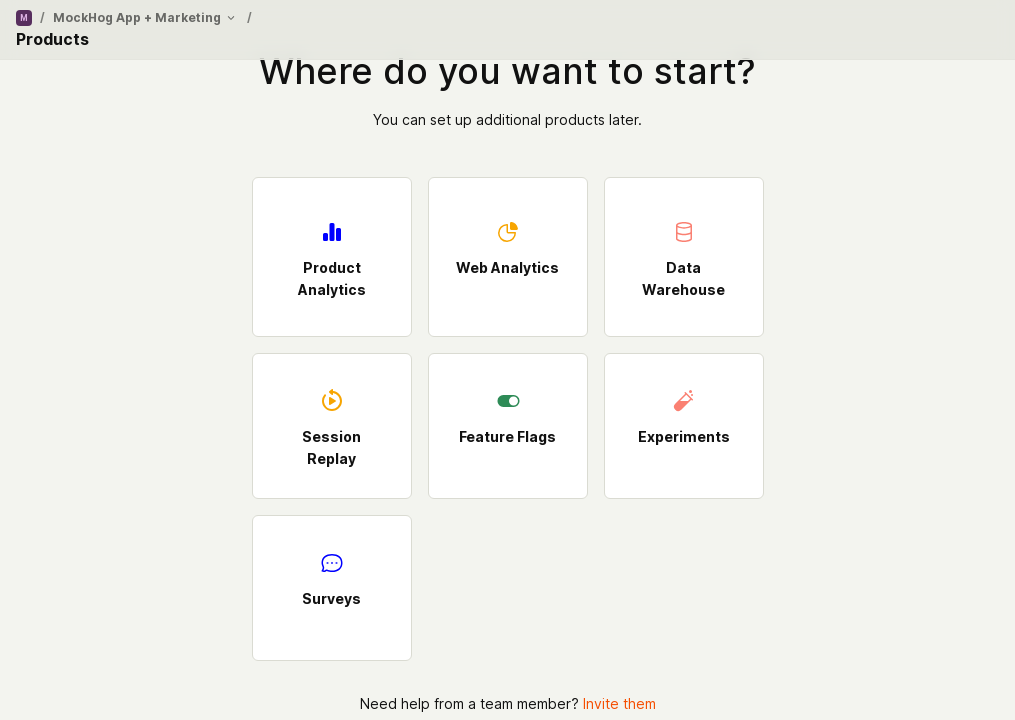 M / MockHog App + Marketing /
Products
Where do you want to start?
You can set up additional products later.
Product
Analytics
Web Analytics
Data
Warehouse
Session
Replay
Feature Flags
Experiments
Surveys
Need help from a team member? Invite them